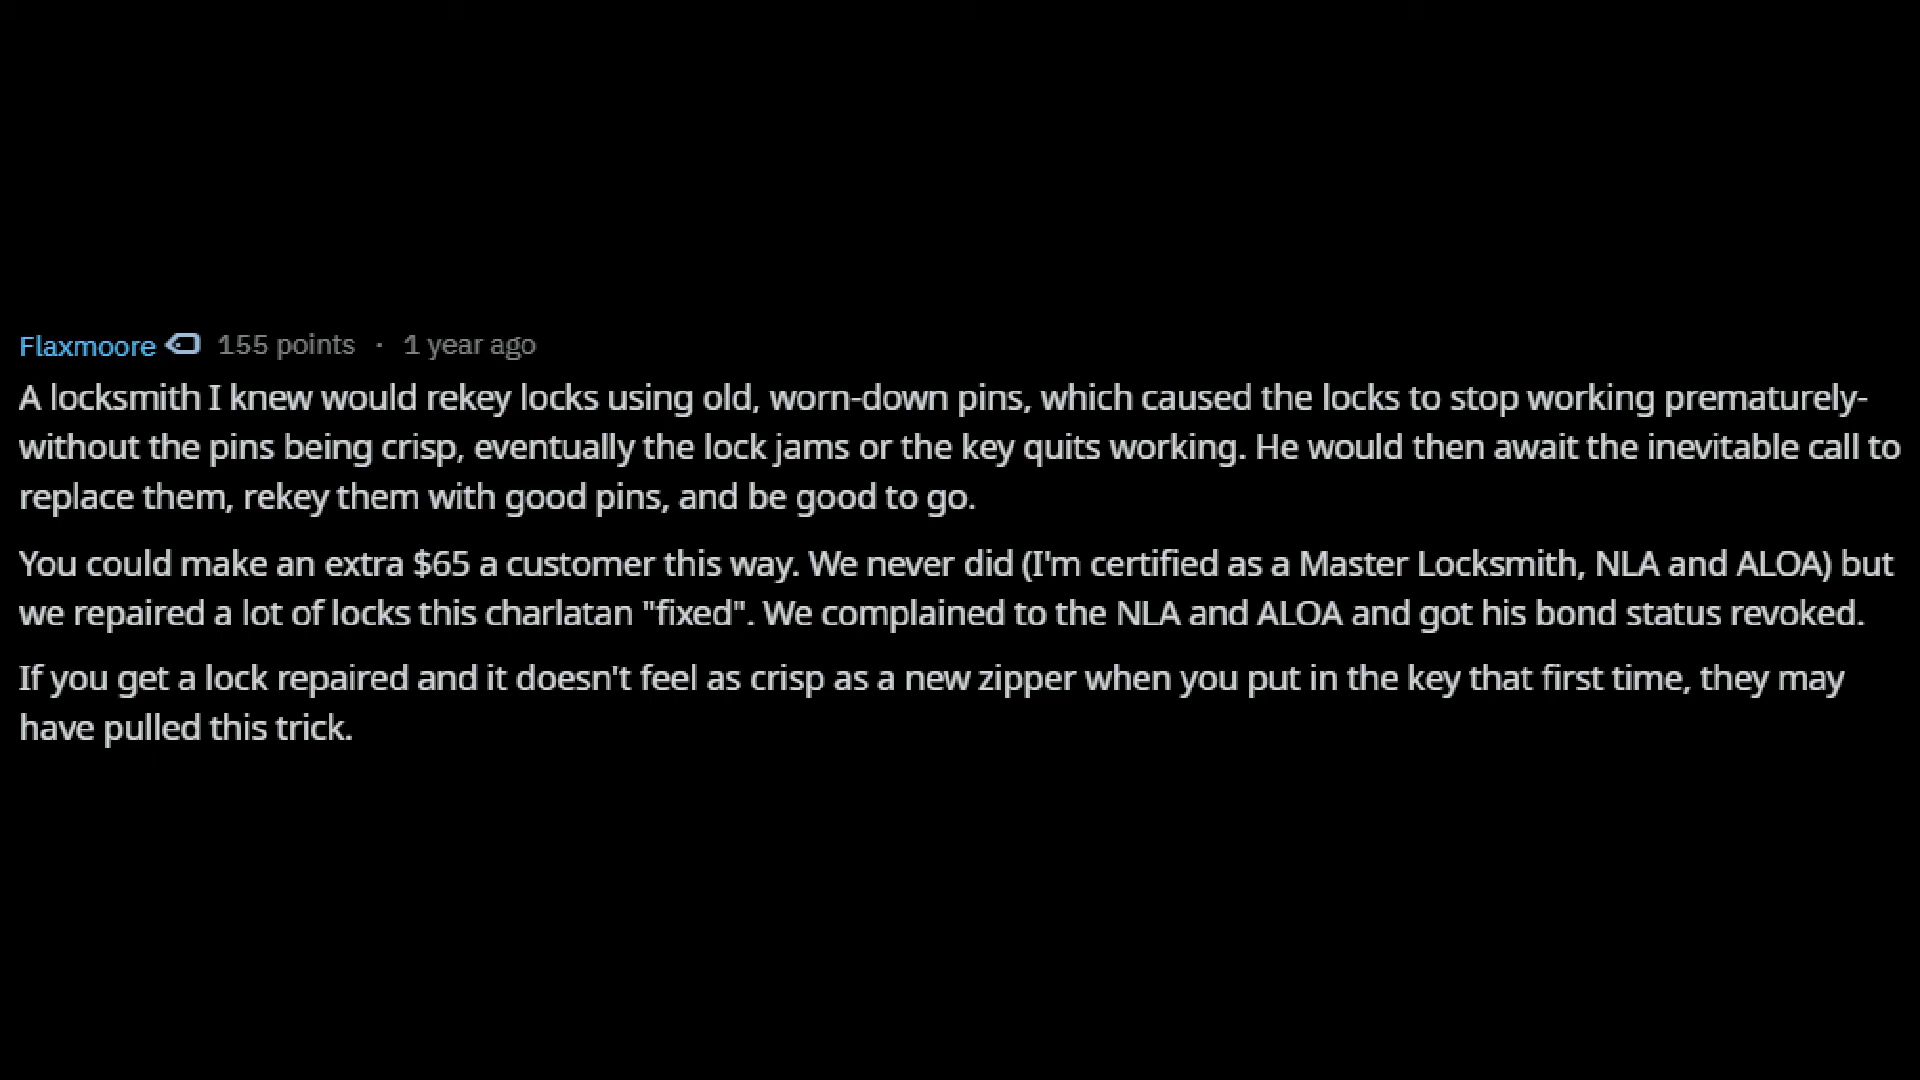 Flaxmoore 155 points · 1 year ago
A locksmith I knew would rekey locks using old, worn-down pins, which caused the locks to stop working prematurely-
without the pins being crisp, eventually the lock jams or the key quits working. He would then await the inevitable call to
replace them, rekey them with good pins, and be good to go.
You could make an extra $65 a customer this way. We never did (I'm certified as a Master Locksmith, NLA and ALOA) but
we repaired a lot of locks this charlatan "fixed". We complained to the NLA and ALOA and got his bond status revoked.
If you get a lock repaired and it doesn't feel as crisp as a new zipper when you put in the key that first time, they may
have pulled this trick.